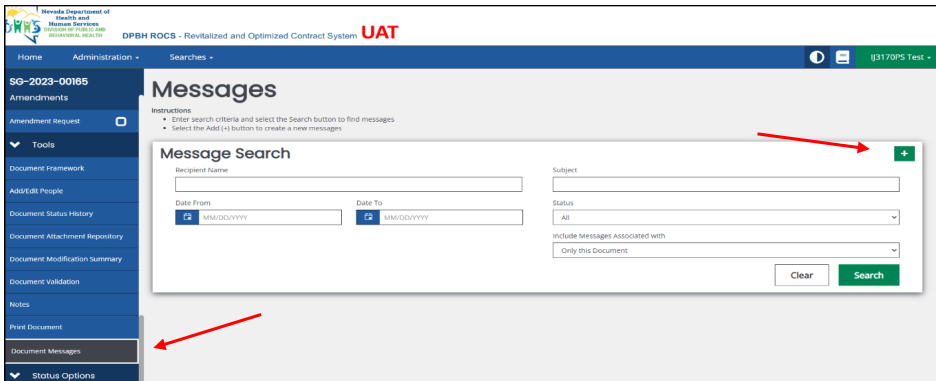 Nevada Department of
Health and
Human Services
DIVISION OF PUBLIC AND
BEHAVIORAL HEALTH
DPBH ROCS - Revitalized and Optimized Contract System UAT
Home Administration Searches
IJ3170PS Test
SG-2023-00165
Amendments
Amendment Request
Tools
Document Framework
Add/Edit People
Document Status History
Document Attachment Repository
Document Modification Summary
Document Validation
Notes
Print Document
Document Messages
Status Options
Messages
Instructions
• Enter search criteria and select the Search button to find messages
• Select the Add (+) button to create a new messages
Message Search
+
Recipient Name
Subject
Date From
MM/DD/YYYY
Date To
MM/DD/YYYY
Status
All
Include Messages Associated with
Only this Document
Clear Search